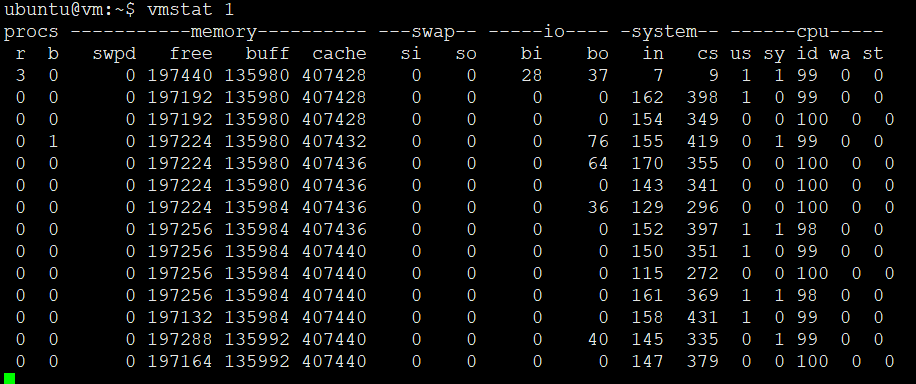 ubuntu@vm:~$ vmstat 1
procs -----------memory---------- ---swap-- -----io---- -system-- ------cpu-----
 r  b   swpd   free   buff  cache   si   so    bi    bo   in   cs us sy id wa st
 3  0      0 197440 135980 407428    0    0    28    37    7    9  1  1 99  0  0
 0  0      0 197192 135980 407428    0    0     0     0  162  398  1  0 99  0  0
 0  0      0 197192 135980 407428    0    0     0     0  154  349  0  0 100  0  0
 0  1      0 197224 135980 407432    0    0     0    76  155  419  0  1 99  0  0
 0  0      0 197224 135980 407436    0    0     0    64  170  355  0  0 100  0  0
 0  0      0 197224 135980 407436    0    0     0     0  143  341  0  0 100  0  0
 0  0      0 197224 135984 407436    0    0     0    36  129  296  0  0 100  0  0
 0  0      0 197256 135984 407436    0    0     0     0  152  397  1  1 98  0  0
 0  0      0 197256 135984 407440    0    0     0     0  150  351  1  0 99  0  0
 0  0      0 197256 135984 407440    0    0     0     0  115  272  0  0 100  0  0
 0  0      0 197256 135984 407440    0    0     0     0  161  369  1  1 98  0  0
 0  0      0 197132 135984 407440    0    0     0     0  158  431  1  0 99  0  0
 0  0      0 197288 135992 407440    0    0     0    40  145  335  0  1 99  0  0
 0  0      0 197164 135992 407440    0    0     0     0  147  379  0  0 100  0  0